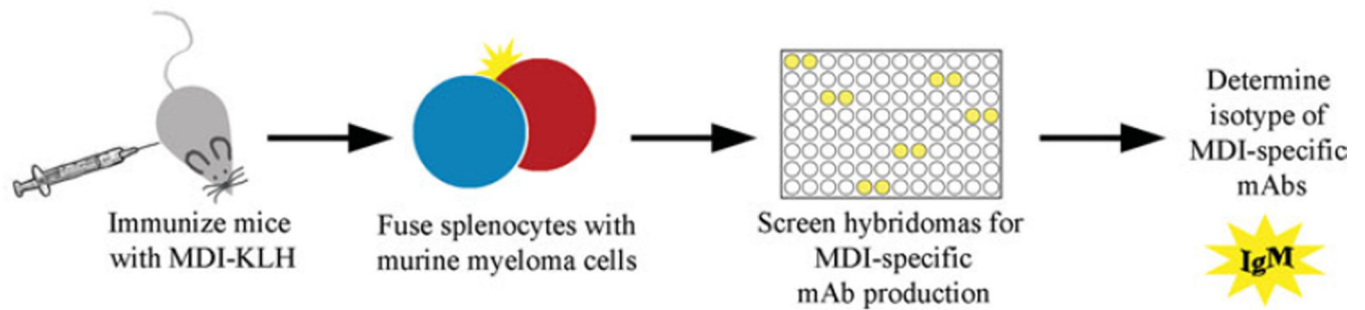 Immunize mice
with MDI-KLH
Fuse splenocytes with
murine myeloma cells
Screen hybridomas for
MDI-specific
mAb production
Determine
isotype of
MDI-specific
mAbs
IgM